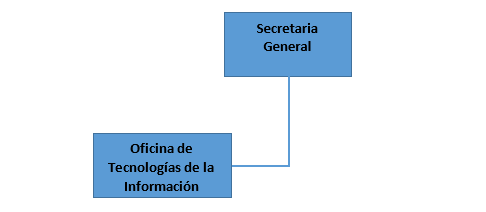 Secretaria
General
Oficina de
Tecnologías de la
Información